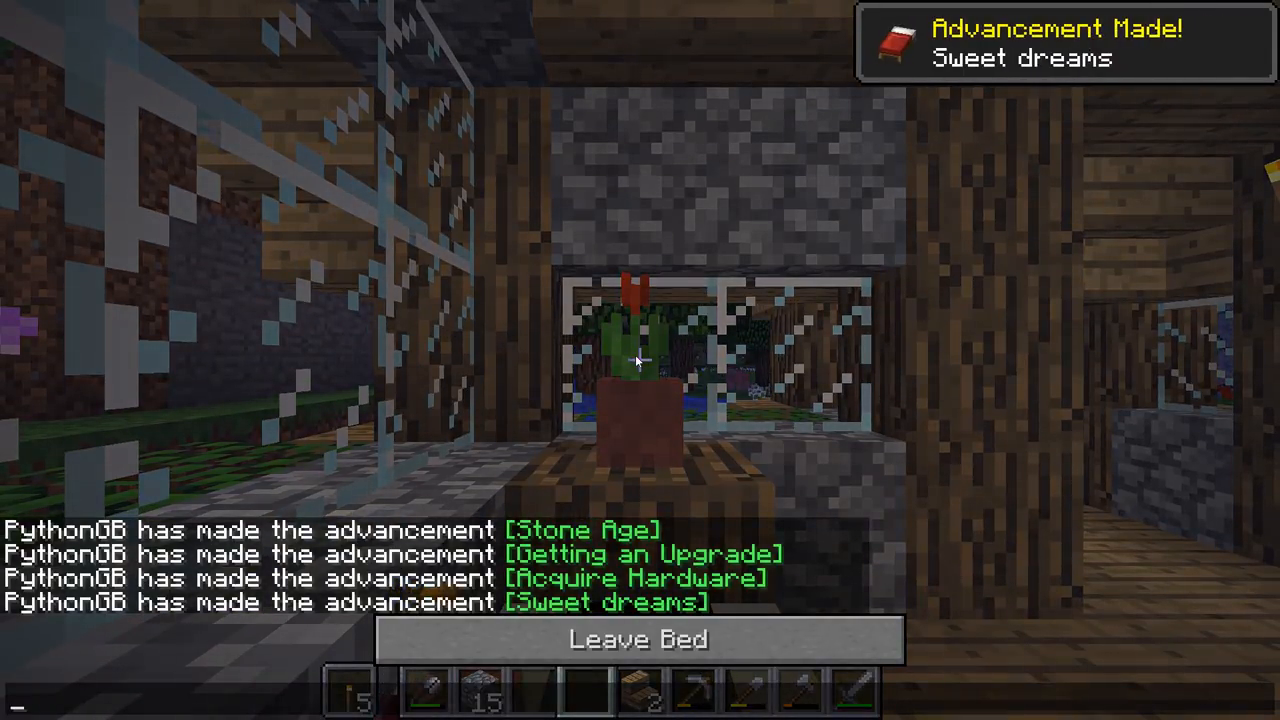 Advancement Made!
Sweet dreams
PythonGB has made the advancement [Stone Age]
PythonGB has made the advancement [Getting an Upgrade]
PythonGB has made the advancement [Acquire Hardware]
PythonGB has made the advancement [Sweet dreams]
Leave Bed
5 15 2
_